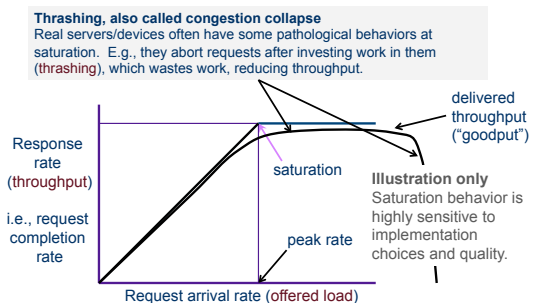 Thrashing, also called congestion collapse
Real servers/devices often have some pathological behaviors at
saturation.  E.g., they abort requests after investing work in them
(thrashing), which wastes work, reducing throughput.
delivered
throughput
(“goodput”)
Response
rate
(throughput)
i.e., request
completion
rate
saturation
Illustration only
Saturation behavior is
highly sensitive to
implementation
choices and quality.
peak rate
Request arrival rate (offered load)